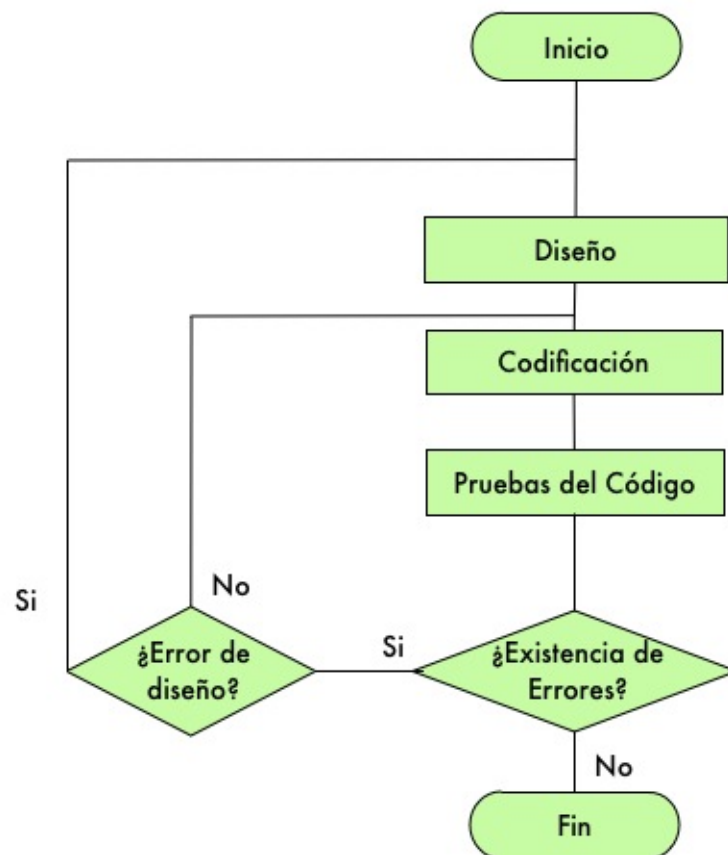 Inicio
Diseño
Codificación
Pruebas del Código
No
Si
¿Error de
diseño?
Si
¿Existencia de
Errores?
No
Fin